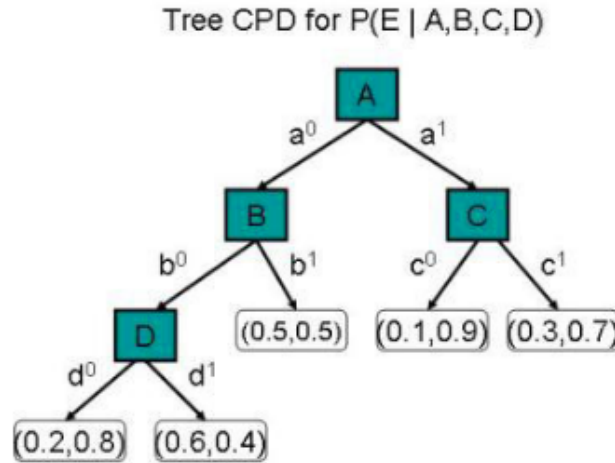 Tree CPD for P(E | A,B,C,D)
A
a⁰ a¹
B C
b⁰ b¹ c⁰ c¹
D (0.5,0.5) (0.1,0.9) (0.3,0.7)
d⁰ d¹
(0.2,0.8) (0.6,0.4)